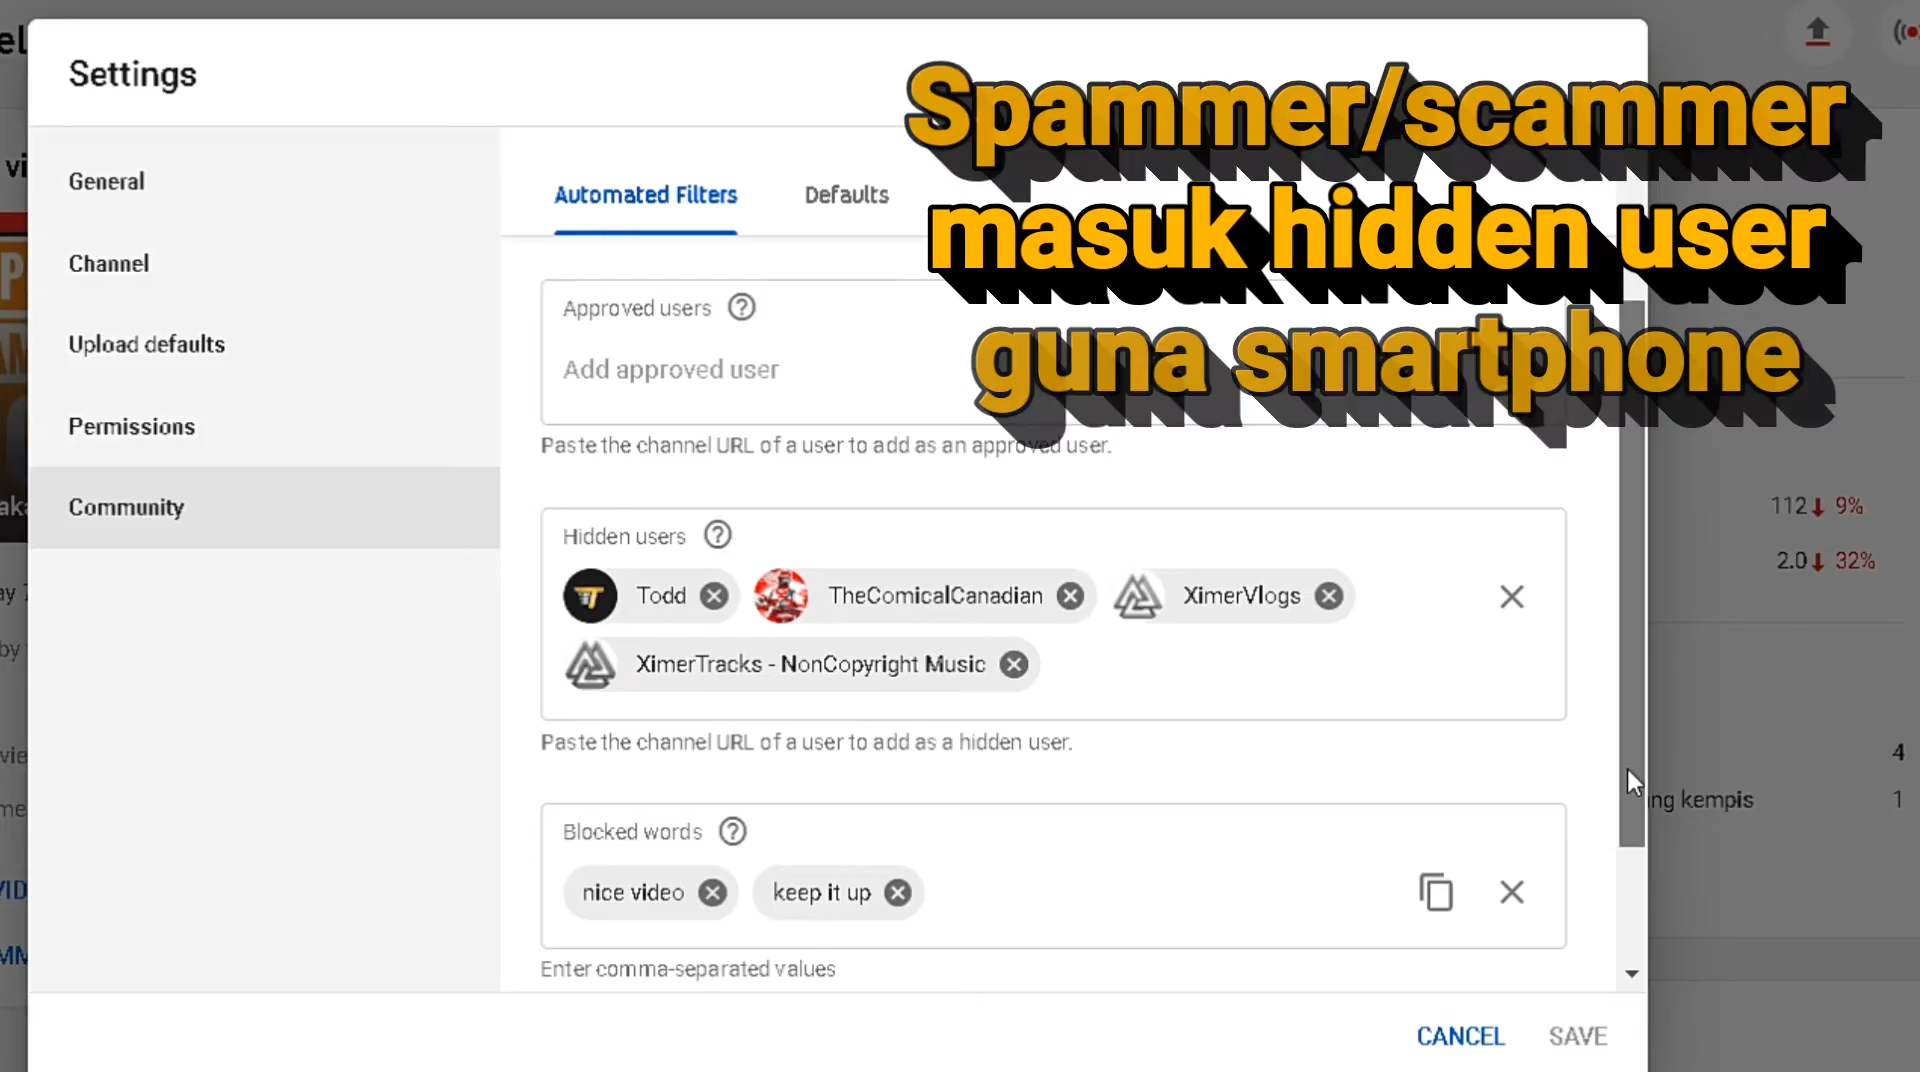 Settings
Spammer/scammer
masuk hidden user
guna smartphone
General
Channel
Upload defaults
Permissions
Community
Automated Filters
Defaults
Approved users
Add approved user
Paste the channel URL of a user to add as an approved user.
Hidden users
Todd
TheComicalCanadian
XimerVlogs
XimerTracks - NonCopyright Music
Paste the channel URL of a user to add as a hidden user.
Blocked words
nice video
keep it up
Enter comma-separated values
CANCEL
SAVE
112 9%
2.0 32%
4
ng kempis
1